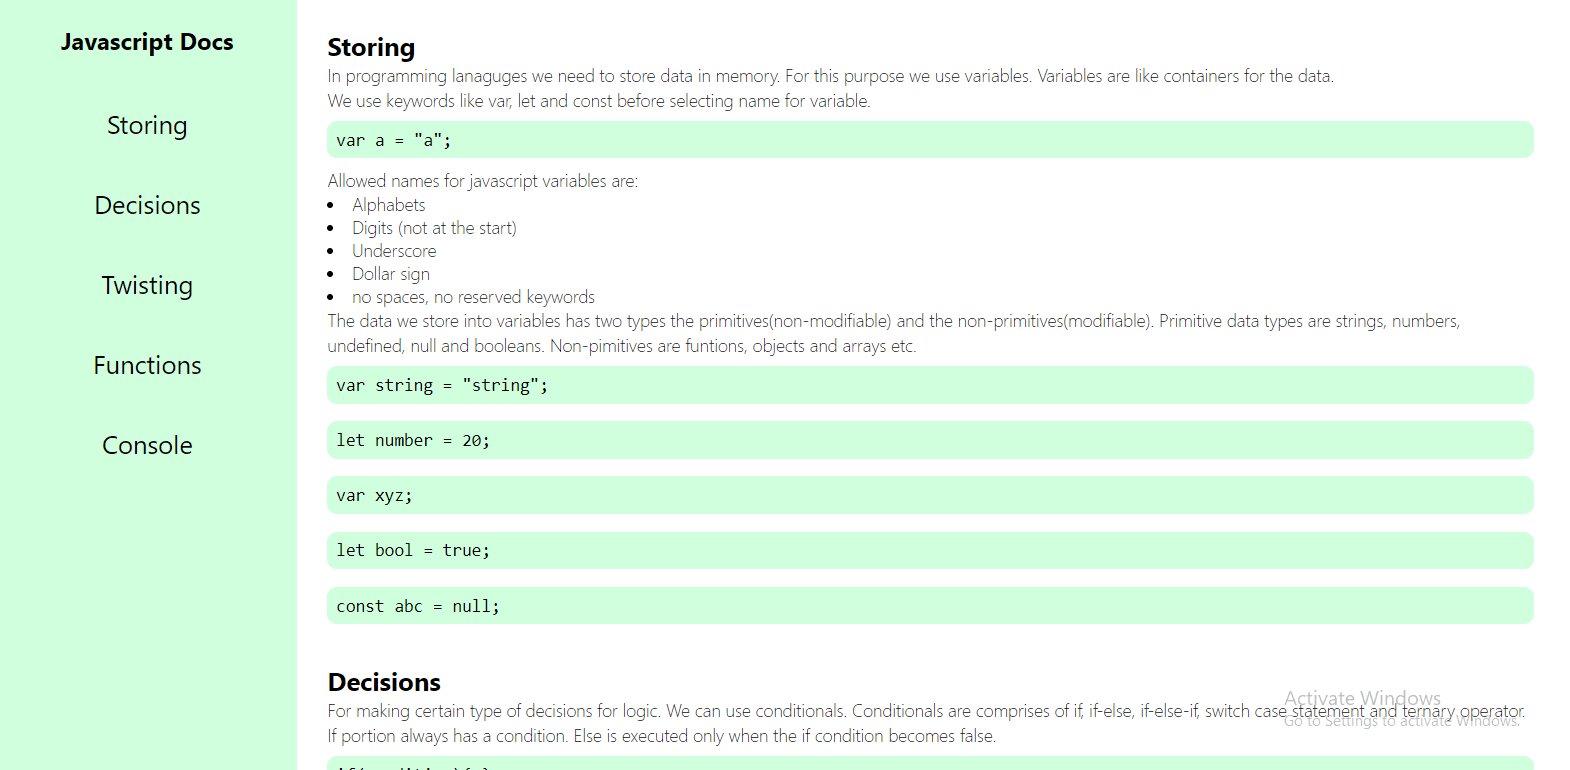 Javascript Docs
Storing
Decisions
Twisting
Functions
Console
Storing
In programming lanaguges we need to store data in memory. For this purpose we use variables. Variables are like containers for the data.
We use keywords like var, let and const before selecting name for variable.
var a = "a";
Allowed names for javascript variables are:
Alphabets
Digits (not at the start)
Underscore
Dollar sign
no spaces, no reserved keywords
The data we store into variables has two types the primitives(non-modifiable) and the non-primitives(modifiable). Primitive data types are strings, numbers,
undefined, null and booleans. Non-pimitives are funtions, objects and arrays etc.
var string = "string";
let number = 20;
var xyz;
let bool = true;
const abc = null;
Decisions
For making certain type of decisions for logic. We can use conditionals. Conditionals are comprises of if, if-else, if-else-if, switch case statement and ternary operator.
If portion always has a condition. Else is executed only when the if condition becomes false.
Activate Windows
Go to Settings to activate Windows.